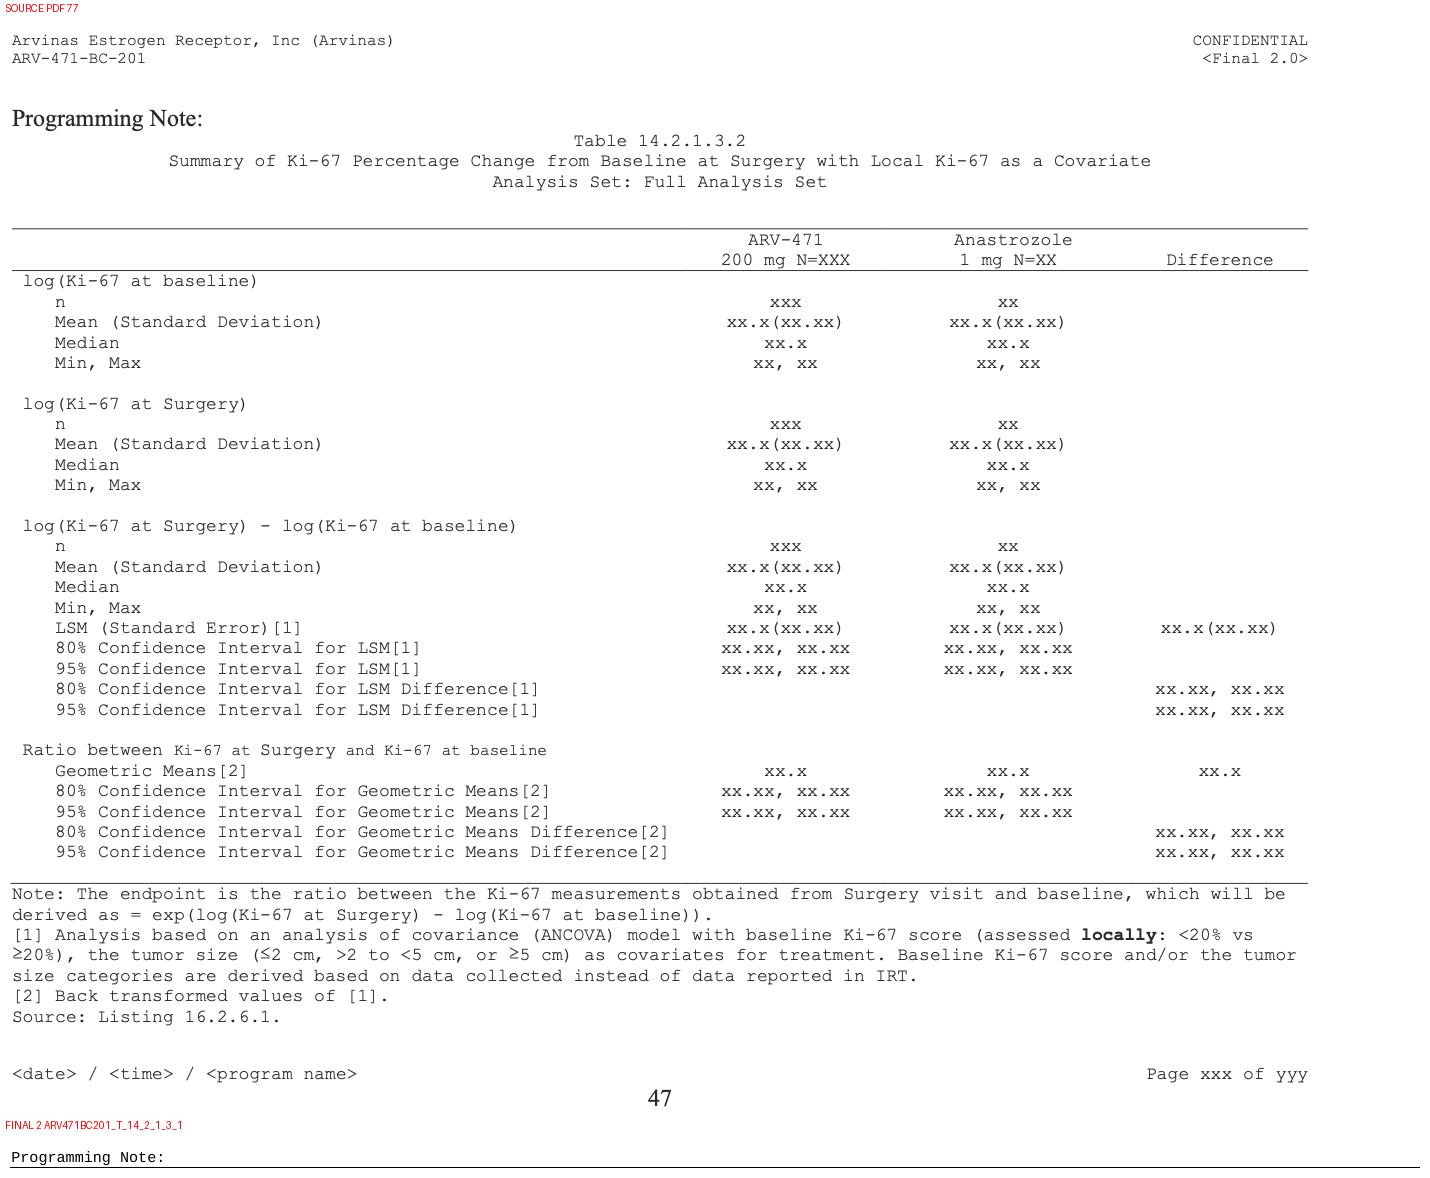 SOURCE PDF 77
Arvinas Estrogen Receptor, Inc (Arvinas) CONFIDENTIAL
ARV-471-BC-201 <Final 2.0>
Programming Note:
Table 14.2.1.3.2
Summary of Ki-67 Percentage Change from Baseline at Surgery with Local Ki-67 as a Covariate
Analysis Set: Full Analysis Set
ARV-471 Anastrozole
200 mg N=XXX 1 mg N=XX Difference
log(Ki-67 at baseline)
n xxx xx
Mean (Standard Deviation) xx.x(xx.xx) xx.x(xx.xx)
Median xx.x xx.x
Min, Max xx, xx xx, xx
log(Ki-67 at Surgery)
n xxx xx
Mean (Standard Deviation) xx.x(xx.xx) xx.x(xx.xx)
Median xx.x xx.x
Min, Max xx, xx xx, xx
log(Ki-67 at Surgery) - log(Ki-67 at baseline)
n xxx xx
Mean (Standard Deviation) xx.x(xx.xx) xx.x(xx.xx)
Median xx.x xx.x
Min, Max xx, xx xx, xx
LSM (Standard Error)[1] xx.x(xx.xx) xx.x(xx.xx) xx.x(xx.xx)
80% Confidence Interval for LSM[1] xx.xx, xx.xx xx.xx, xx.xx
95% Confidence Interval for LSM[1] xx.xx, xx.xx xx.xx, xx.xx
80% Confidence Interval for LSM Difference[1] xx.xx, xx.xx
95% Confidence Interval for LSM Difference[1] xx.xx, xx.xx
Ratio between Ki-67 at Surgery and Ki-67 at baseline
Geometric Means[2] xx.x xx.x xx.x
80% Confidence Interval for Geometric Means[2] xx.xx, xx.xx xx.xx, xx.xx
95% Confidence Interval for Geometric Means[2] xx.xx, xx.xx xx.xx, xx.xx
80% Confidence Interval for Geometric Means Difference[2] xx.xx, xx.xx
95% Confidence Interval for Geometric Means Difference[2] xx.xx, xx.xx
Note: The endpoint is the ratio between the Ki-67 measurements obtained from Surgery visit and baseline, which will be
derived as = exp(log(Ki-67 at Surgery) - log(Ki-67 at baseline)).
[1] Analysis based on an analysis of covariance (ANCOVA) model with baseline Ki-67 score (assessed locally: <20% vs
≥20%), the tumor size (≤2 cm, >2 to <5 cm, or ≥5 cm) as covariates for treatment. Baseline Ki-67 score and/or the tumor
size categories are derived based on data collected instead of data reported in IRT.
[2] Back transformed values of [1].
Source: Listing 16.2.6.1.
<date> / <time> / <program name> Page xxx of yyy
47
FINAL 2 ARV471BC201_T_14_2_1_3_1
Programming Note: